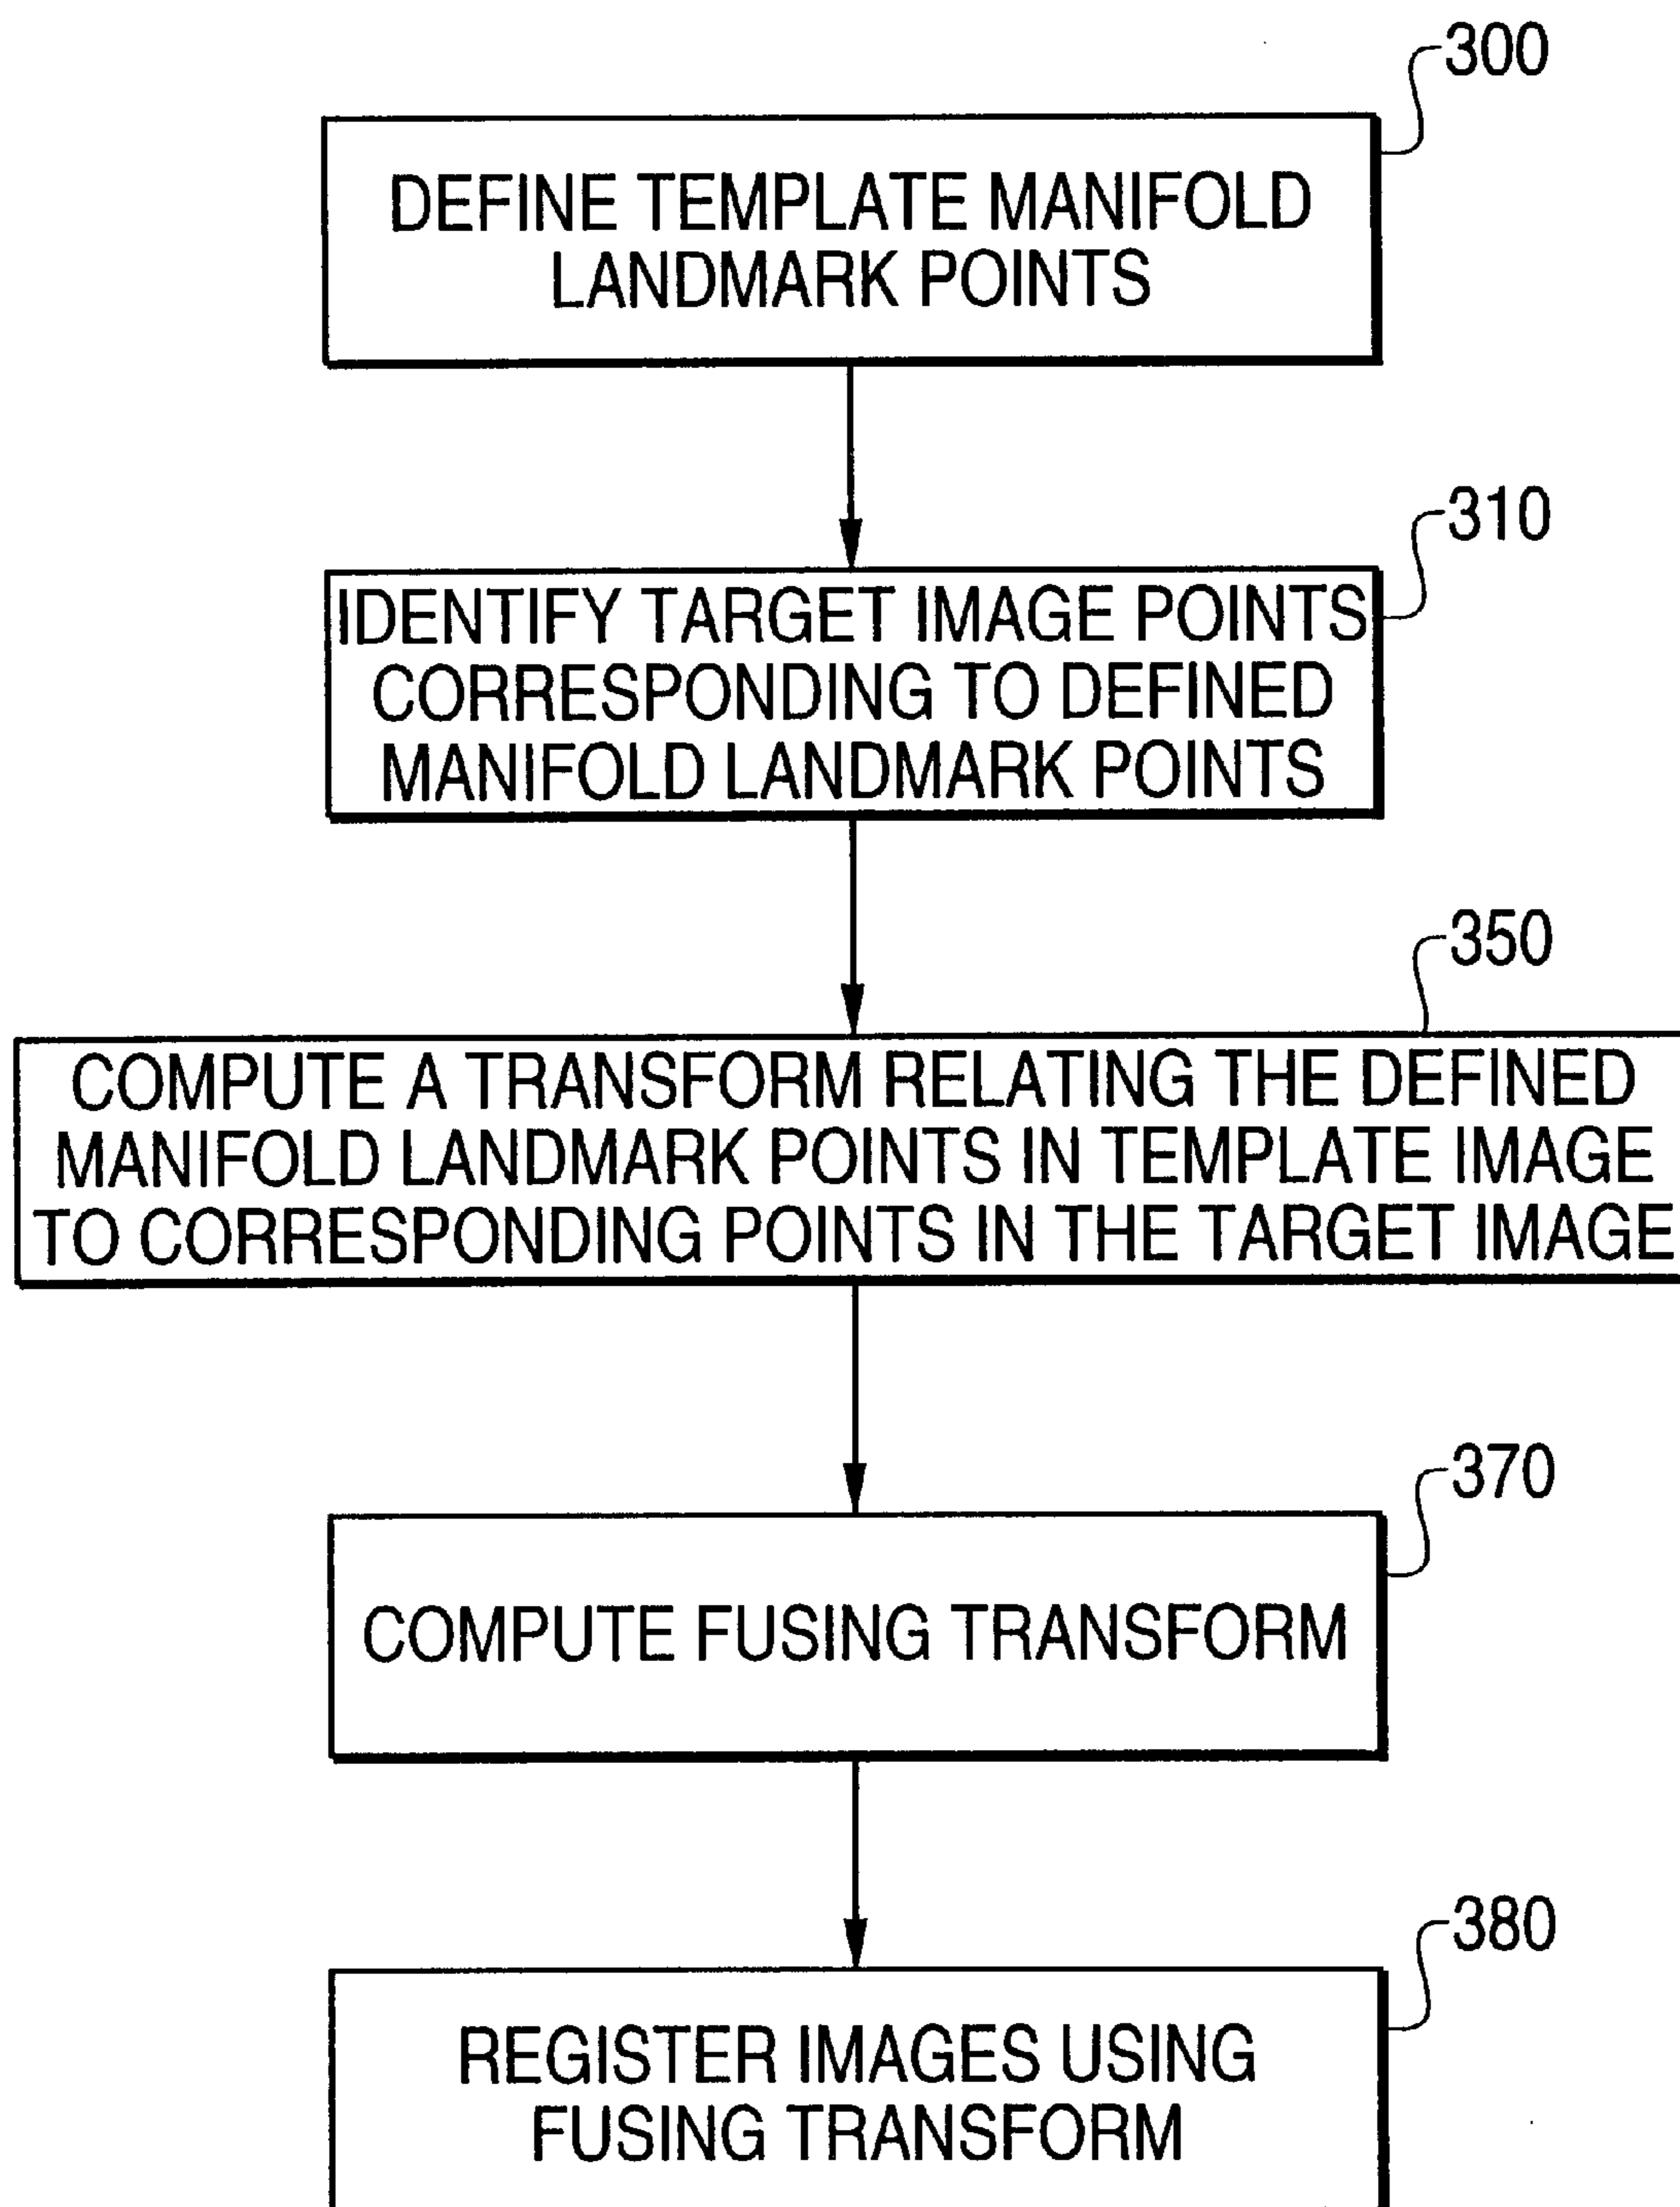 300
DEFINE TEMPLATE MANIFOLD
LANDMARK POINTS
310
IDENTIFY TARGET IMAGE POINTS
CORRESPONDING TO DEFINED
MANIFOLD LANDMARK POINTS
350
COMPUTE A TRANSFORM RELATING THE DEFINED
MANIFOLD LANDMARK POINTS IN TEMPLATE IMAGE
TO CORRESPONDING POINTS IN THE TARGET IMAGE
370
COMPUTE FUSING TRANSFORM
380
REGISTER IMAGES USING
FUSING TRANSFORM